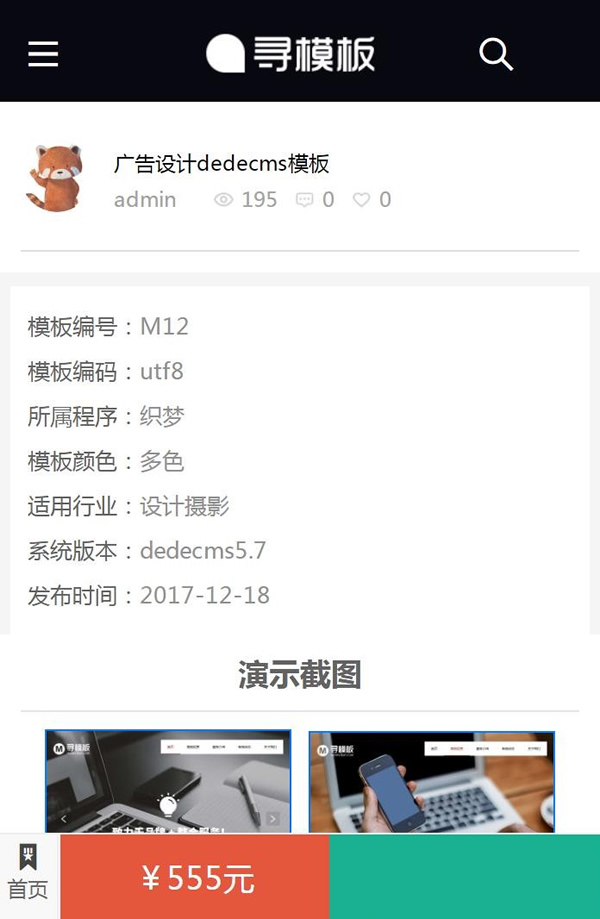 寻模板
广告设计dedecms模板
admin 195 0 0
模板编号：M12
模板编码：utf8
所属程序：织梦
模板颜色：多色
适用行业：设计摄影
系统版本：dedecms5.7
发布时间：2017-12-18
演示截图
M 寻模板
M 寻模板
首页
￥555元